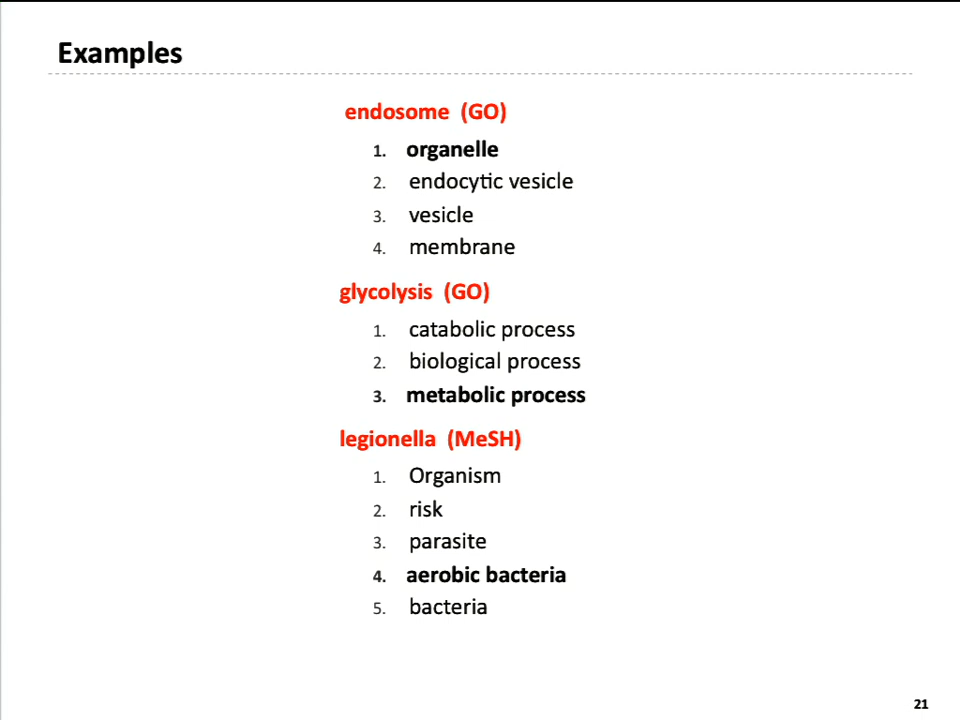 Examples
endosome (GO)
1. organelle
2. endocytic vesicle
3. vesicle
4. membrane
glycolysis (GO)
1. catabolic process
2. biological process
3. metabolic process
legionella (MeSH)
1. Organism
2. risk
3. parasite
4. aerobic bacteria
5. bacteria
21